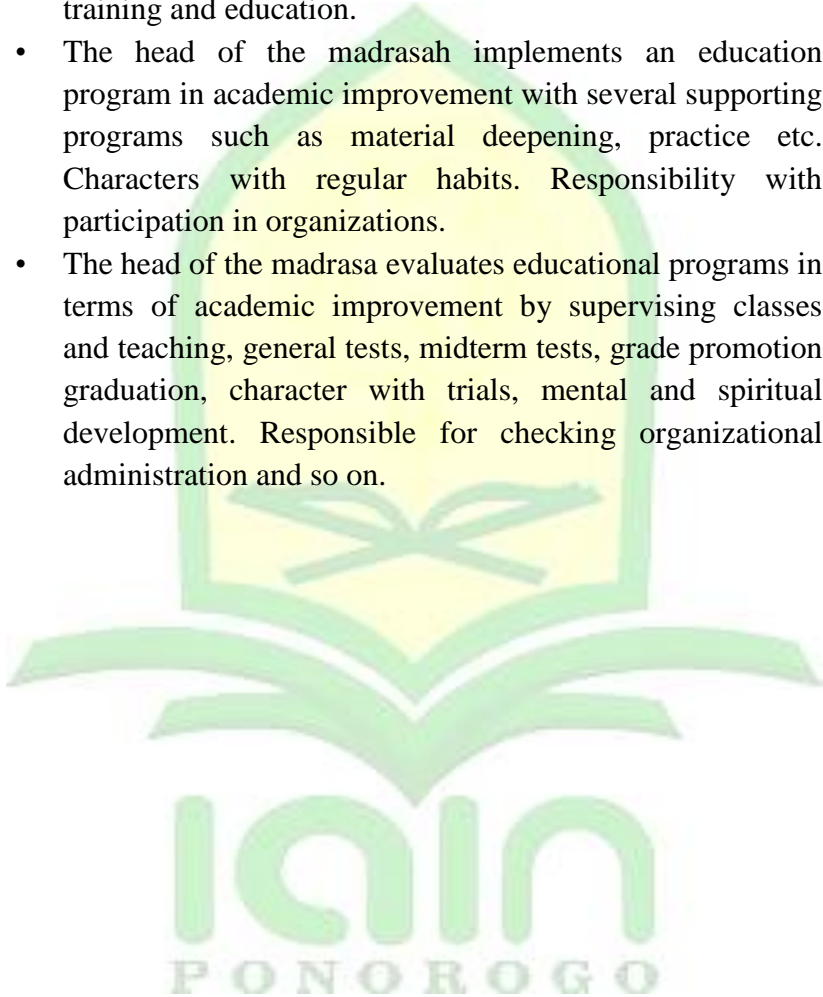 training and education.
• The head of the madrasah implements an education
program in academic improvement with several supporting
programs such as material deepening, practice etc.
Characters with regular habits. Responsibility with
participation in organizations.
• The head of the madrasa evaluates educational programs in
terms of academic improvement by supervising classes
and teaching, general tests, midterm tests, grade promotion
graduation, character with trials, mental and spiritual
development. Responsible for checking organizational
administration and so on.
iain
PONOROGO